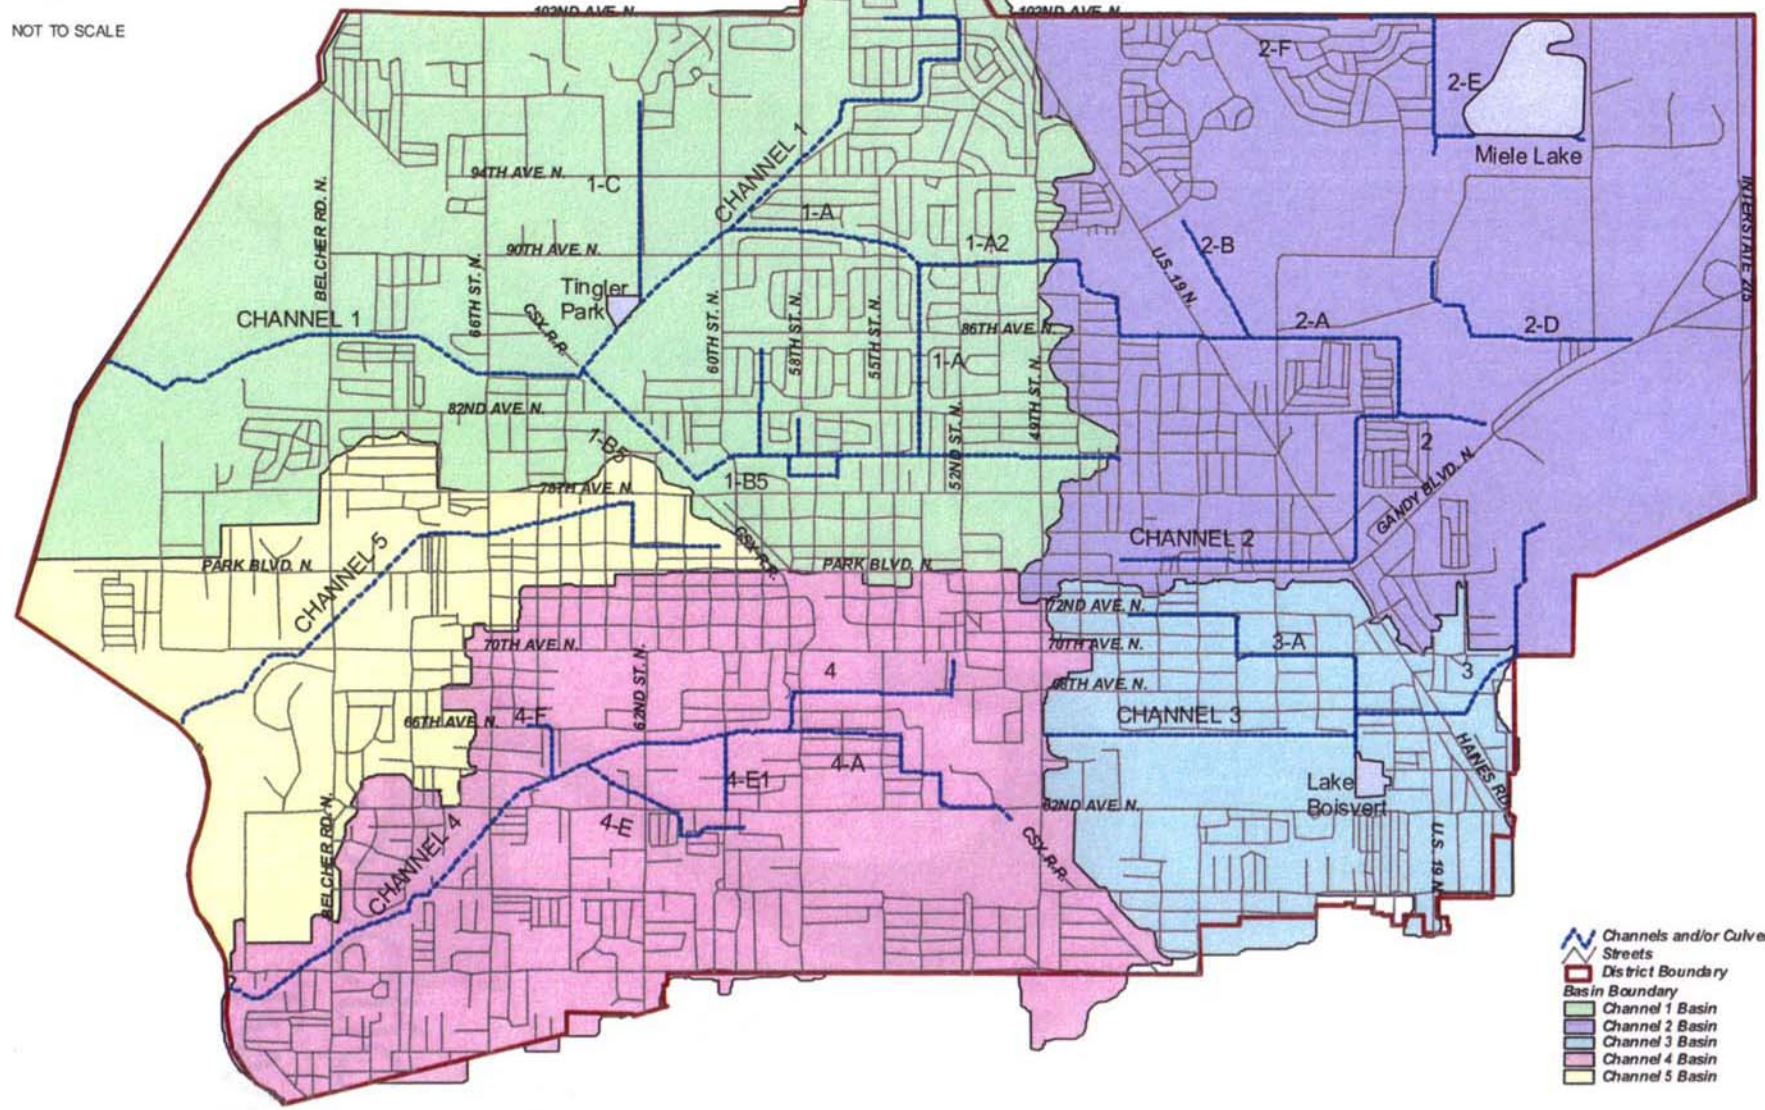 102ND AVE. N.
102ND AVE. N.
NOT TO SCALE
2-F
2-E
Miele Lake
CHANNEL 1
94TH AVE. N.
1-C
BELCHER RD. N.
INTERSTATE 275
1-A
90TH AVE. N.
1-A2
2-B
U.S. 19 N.
66TH ST. N.
Tingler
Park
CSX R.R.
60TH ST. N.
58TH ST. N.
55TH ST. N.
CHANNEL 1
86TH AVE. N.
2-A
2-D
1-A
49TH ST. N.
82ND AVE. N.
52ND ST. N.
1-B5
2
1-B5
78TH AVE. N.
GANDY BLVD. N.
CHANNEL 5
CSX R.R.
CHANNEL 2
PARK BLVD. N.
PARK BLVD. N.
72ND AVE. N.
70TH AVE. N.
70TH AVE. N.
3-A
62ND ST. N.
4
3
68TH AVE. N.
66TH AVE. N.
4-F
CHANNEL 3
4-E1
4-A
HAINES RD.
Lake
Boisvert
62ND AVE. N.
4-E
BELCHER RD. N.
CHANNEL 4
CSX R.R.
U.S. 19 N.
Channels and/or Culve
Streets
District Boundary
Basin Boundary
Channel 1 Basin
Channel 2 Basin
Channel 3 Basin
Channel 4 Basin
Channel 5 Basin